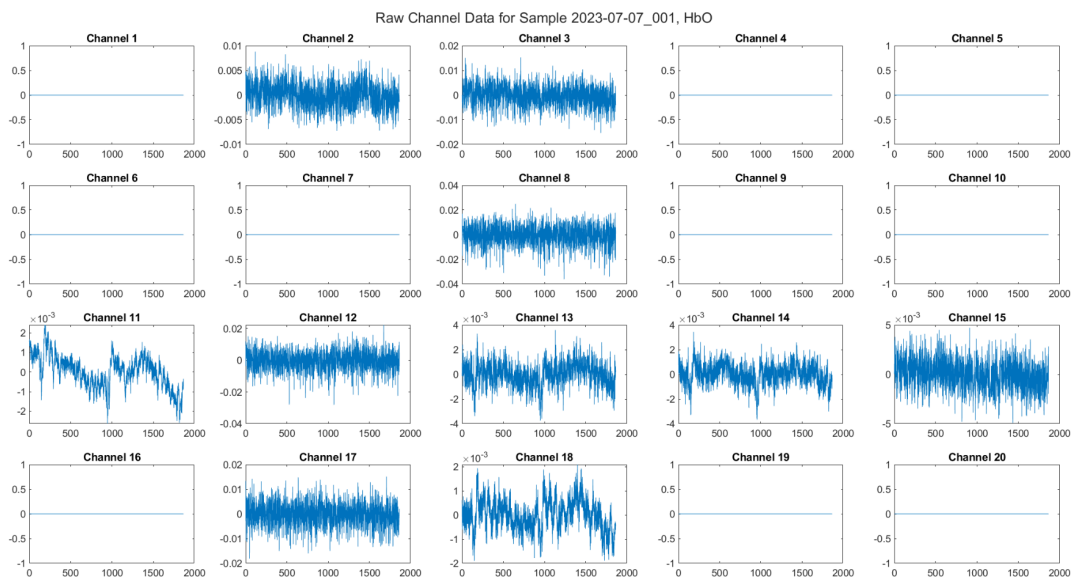 Raw Channel Data for Sample 2023-07-07_001, HbO
Channel 1
1
0.5
0
-0.5
-1
0 500 1000 1500 2000
Channel 2
0.01
0.005
0
-0.005
-0.01
0 500 1000 1500 2000
Channel 3
0.02
0.01
0
-0.01
-0.02
0 500 1000 1500 2000
Channel 4
1
0.5
0
-0.5
-1
0 500 1000 1500 2000
Channel 5
1
0.5
0
-0.5
-1
0 500 1000 1500 2000
Channel 6
1
0.5
0
-0.5
-1
0 500 1000 1500 2000
Channel 7
1
0.5
0
-0.5
-1
0 500 1000 1500 2000
Channel 8
0.04
0.02
0
-0.02
-0.04
0 500 1000 1500 2000
Channel 9
1
0.5
0
-0.5
-1
0 500 1000 1500 2000
Channel 10
1
0.5
0
-0.5
-1
0 500 1000 1500 2000
Channel 11
×10⁻³
2
1
0
-1
-2
0 500 1000 1500 2000
Channel 12
0.02
0
-0.02
-0.04
0 500 1000 1500 2000
Channel 13
×10⁻³
4
2
0
-2
-4
0 500 1000 1500 2000
Channel 14
×10⁻³
4
2
0
-2
-4
0 500 1000 1500 2000
Channel 15
×10⁻³
5
0
-5
0 500 1000 1500 2000
Channel 16
1
0.5
0
-0.5
-1
0 500 1000 1500 2000
Channel 17
0.02
0.01
0
-0.01
-0.02
0 500 1000 1500 2000
Channel 18
×10⁻³
2
1
0
-1
-2
0 500 1000 1500 2000
Channel 19
1
0.5
0
-0.5
-1
0 500 1000 1500 2000
Channel 20
1
0.5
0
-0.5
-1
0 500 1000 1500 2000